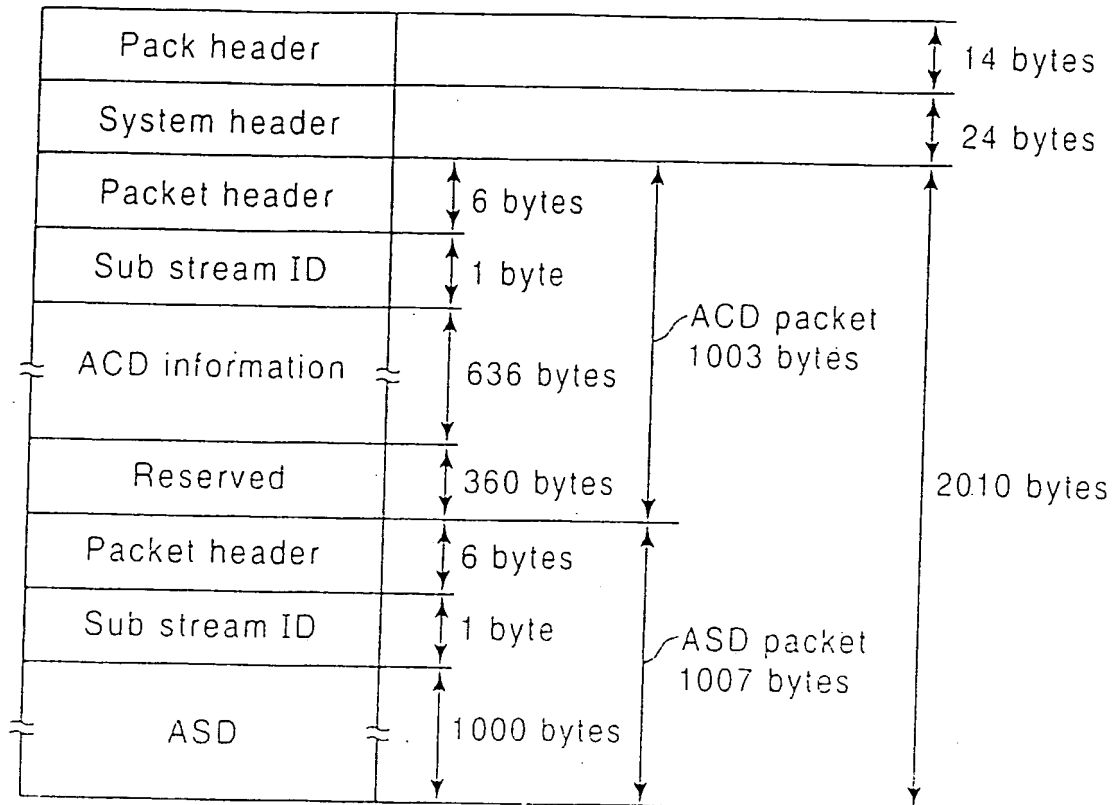 Pack header
14 bytes
System header
24 bytes
Packet header
6 bytes
Sub stream ID
1 byte
ACD information
636 bytes
ACD packet
1003 bytes
Reserved
360 bytes
2010 bytes
Packet header
6 bytes
Sub stream ID
1 byte
ASD packet
1007 bytes
ASD
1000 bytes